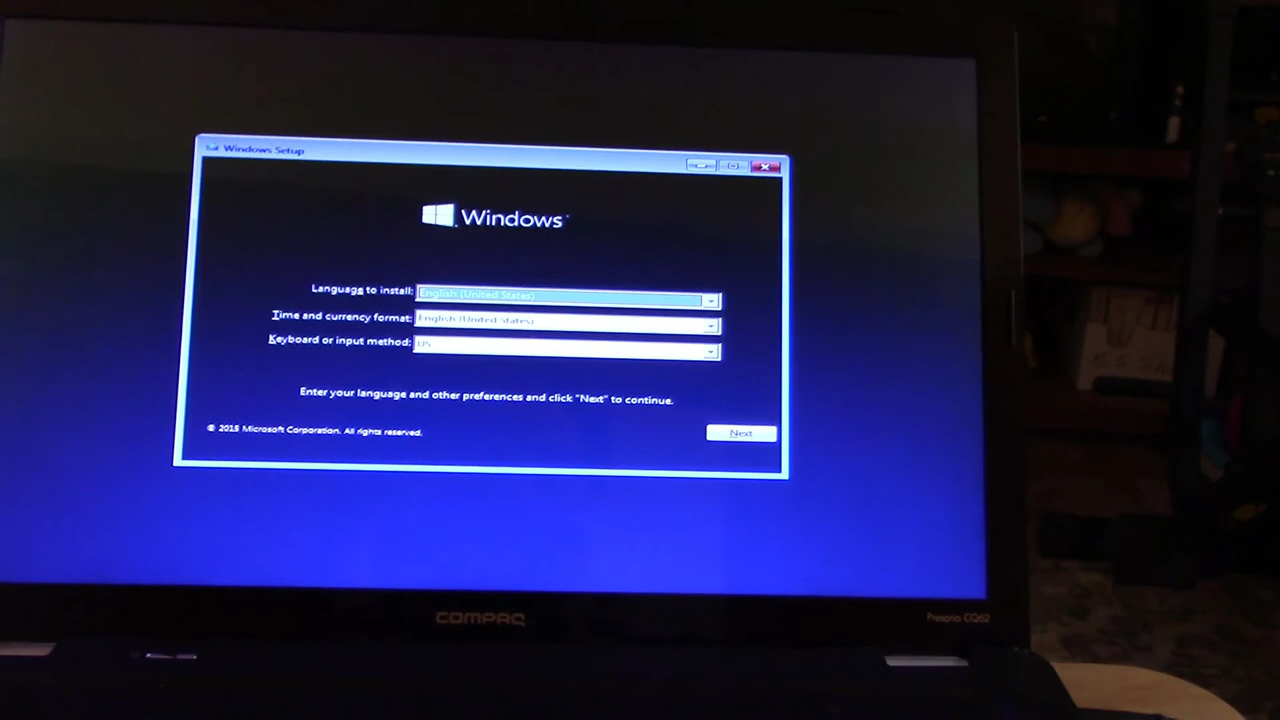 Windows Setup
Windows
Language to install: English (United States)
Time and currency format: English (United States)
Keyboard or input method: US
Enter your language and other preferences and click "Next" to continue.
© 2015 Microsoft Corporation. All rights reserved.
Next
COMPAQ
Presario CQ62